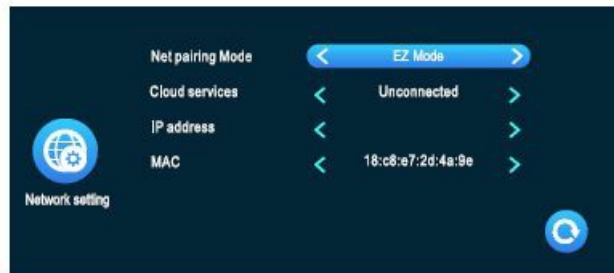 Net pairing Mode EZ Mode
Cloud services Unconnected
IP address
MAC 18:c8:e7:2d:4a:9e
Network setting